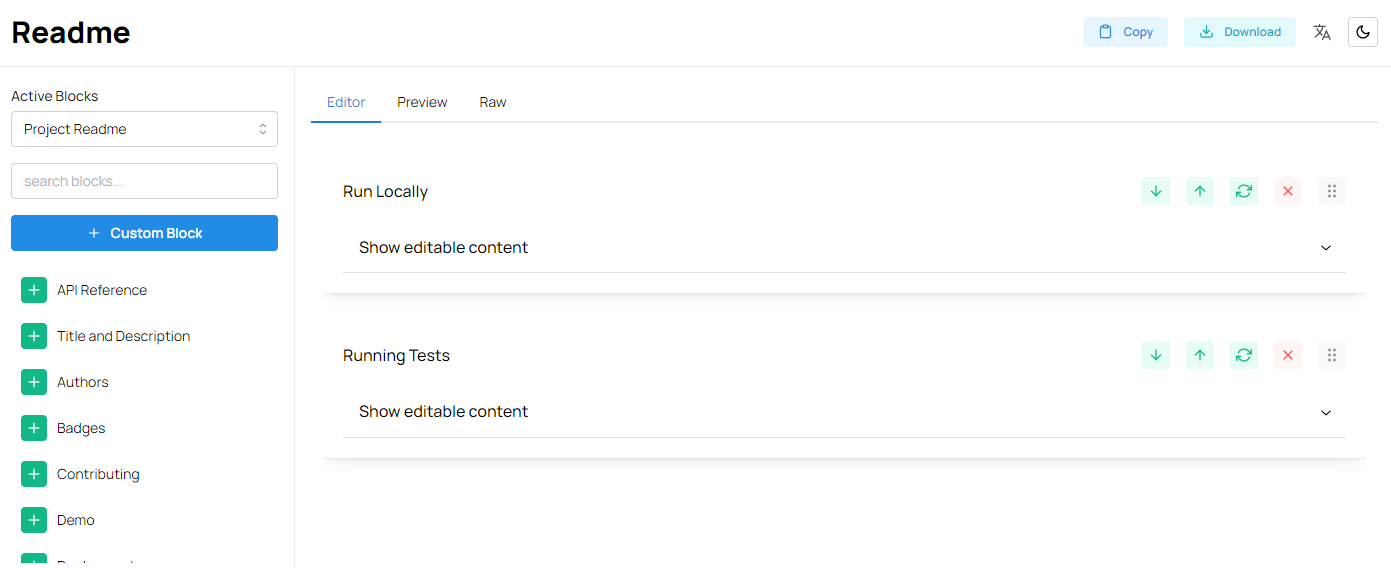 Readme
Copy
Download
Active Blocks
Project Readme
search blocks...
Custom Block
API Reference
Title and Description
Authors
Badges
Contributing
Demo
Editor
Preview
Raw
Run Locally
Show editable content
Running Tests
Show editable content